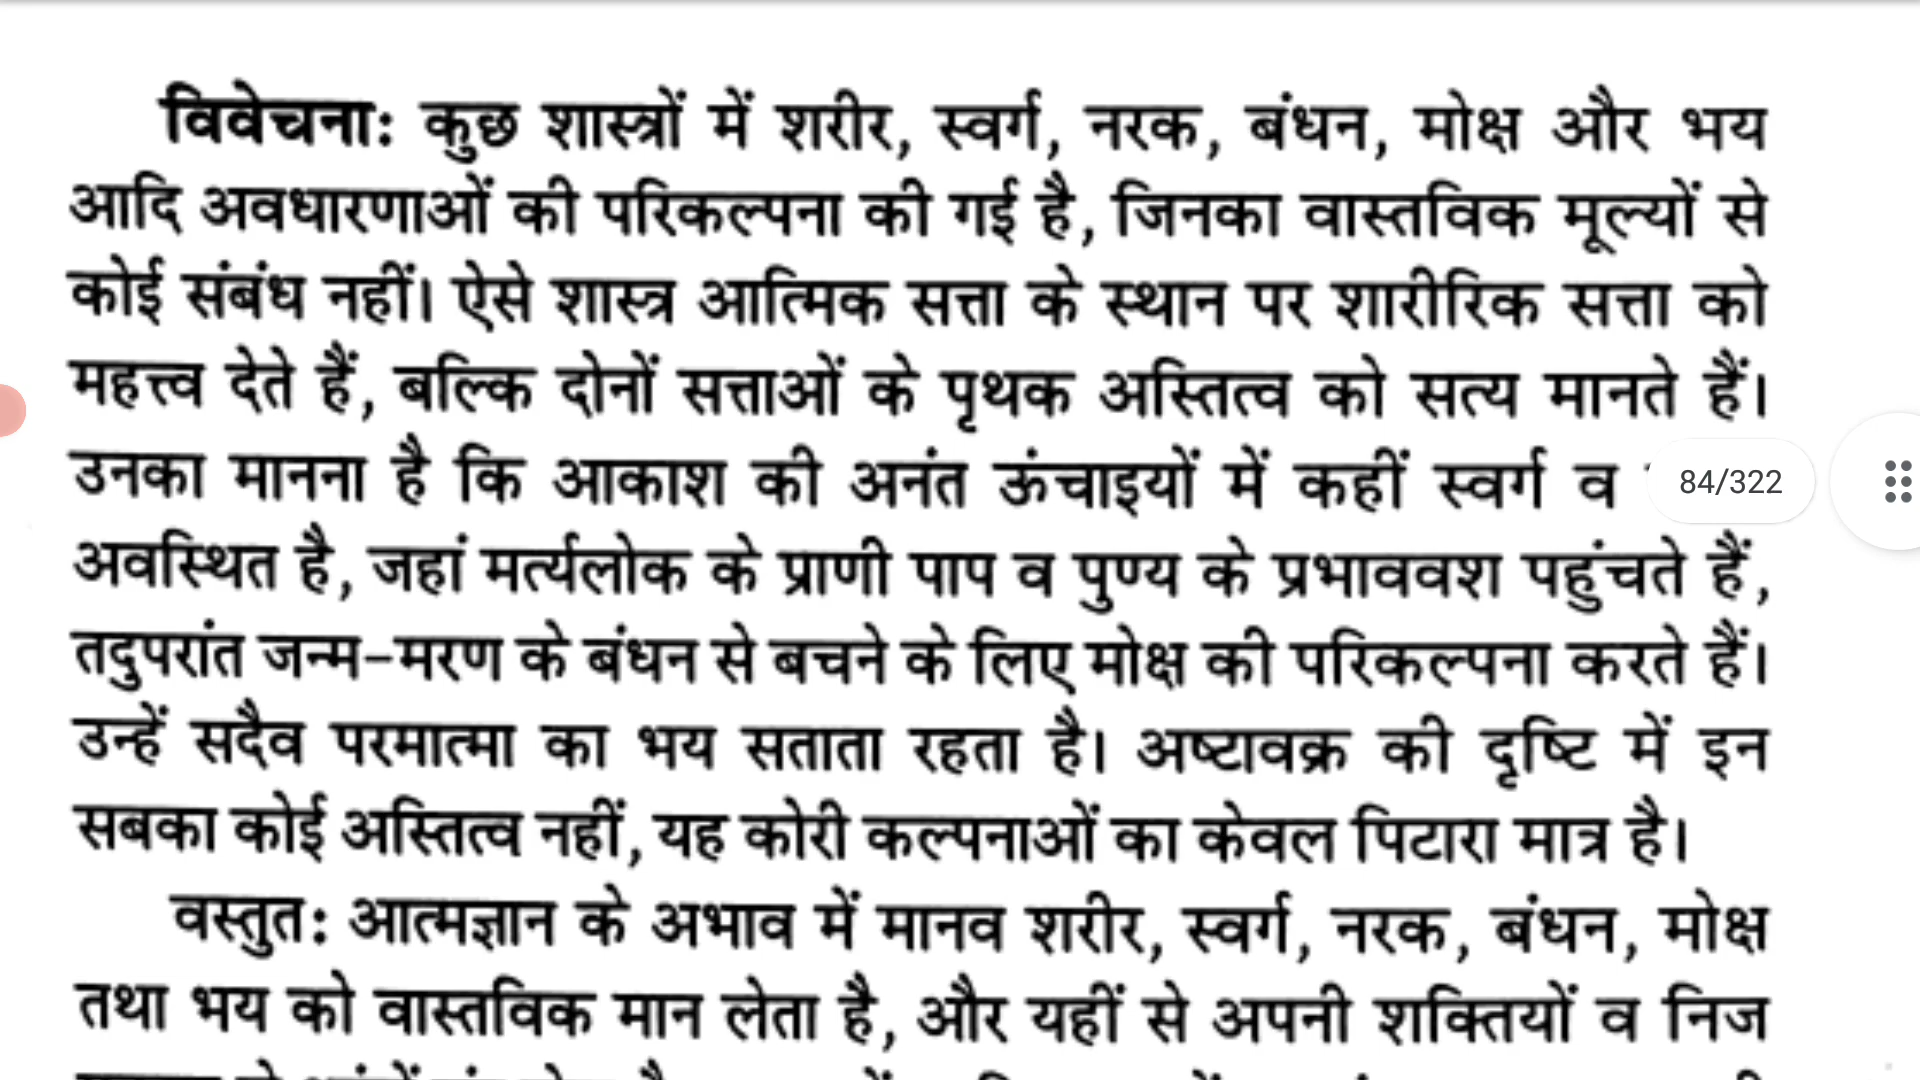 विवेचनाः कुछ शास्त्रों में शरीर, स्वर्ग, नरक, बंधन, मोक्ष और भय
आदि अवधारणाओं की परिकल्पना की गई है, जिनका वास्तविक मूल्यों से
कोई संबंध नहीं। ऐसे शास्त्र आत्मिक सत्ता के स्थान पर शारीरिक सत्ता को
महत्त्व देते हैं, बल्कि दोनों सत्ताओं के पृथक अस्तित्व को सत्य मानते हैं।
उनका मानना है कि आकाश की अनंत ऊंचाइयों में कहीं स्वर्ग व
84/322
अवस्थित है, जहां मर्त्यलोक के प्राणी पाप व पुण्य के प्रभाववश पहुंचते हैं,
तदुपरांत जन्म-मरण के बंधन से बचने के लिए मोक्ष की परिकल्पना करते हैं।
उन्हें सदैव परमात्मा का भय सताता रहता है। अष्टावक्र की दृष्टि में इन
सबका कोई अस्तित्व नहीं, यह कोरी कल्पनाओं का केवल पिटारा मात्र है।
वस्तुतः आत्मज्ञान के अभाव में मानव शरीर, स्वर्ग, नरक, बंधन, मोक्ष
तथा भय को वास्तविक मान लेता है, और यहीं से अपनी शक्तियों व निज